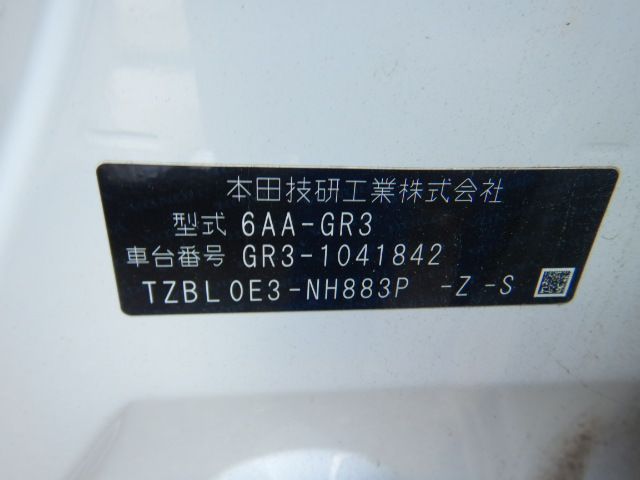 本田技研工業株式会社
型式 6AA-GR3
車台番号 GR3-1041842
TZBL0E3-NH883P -Z -S